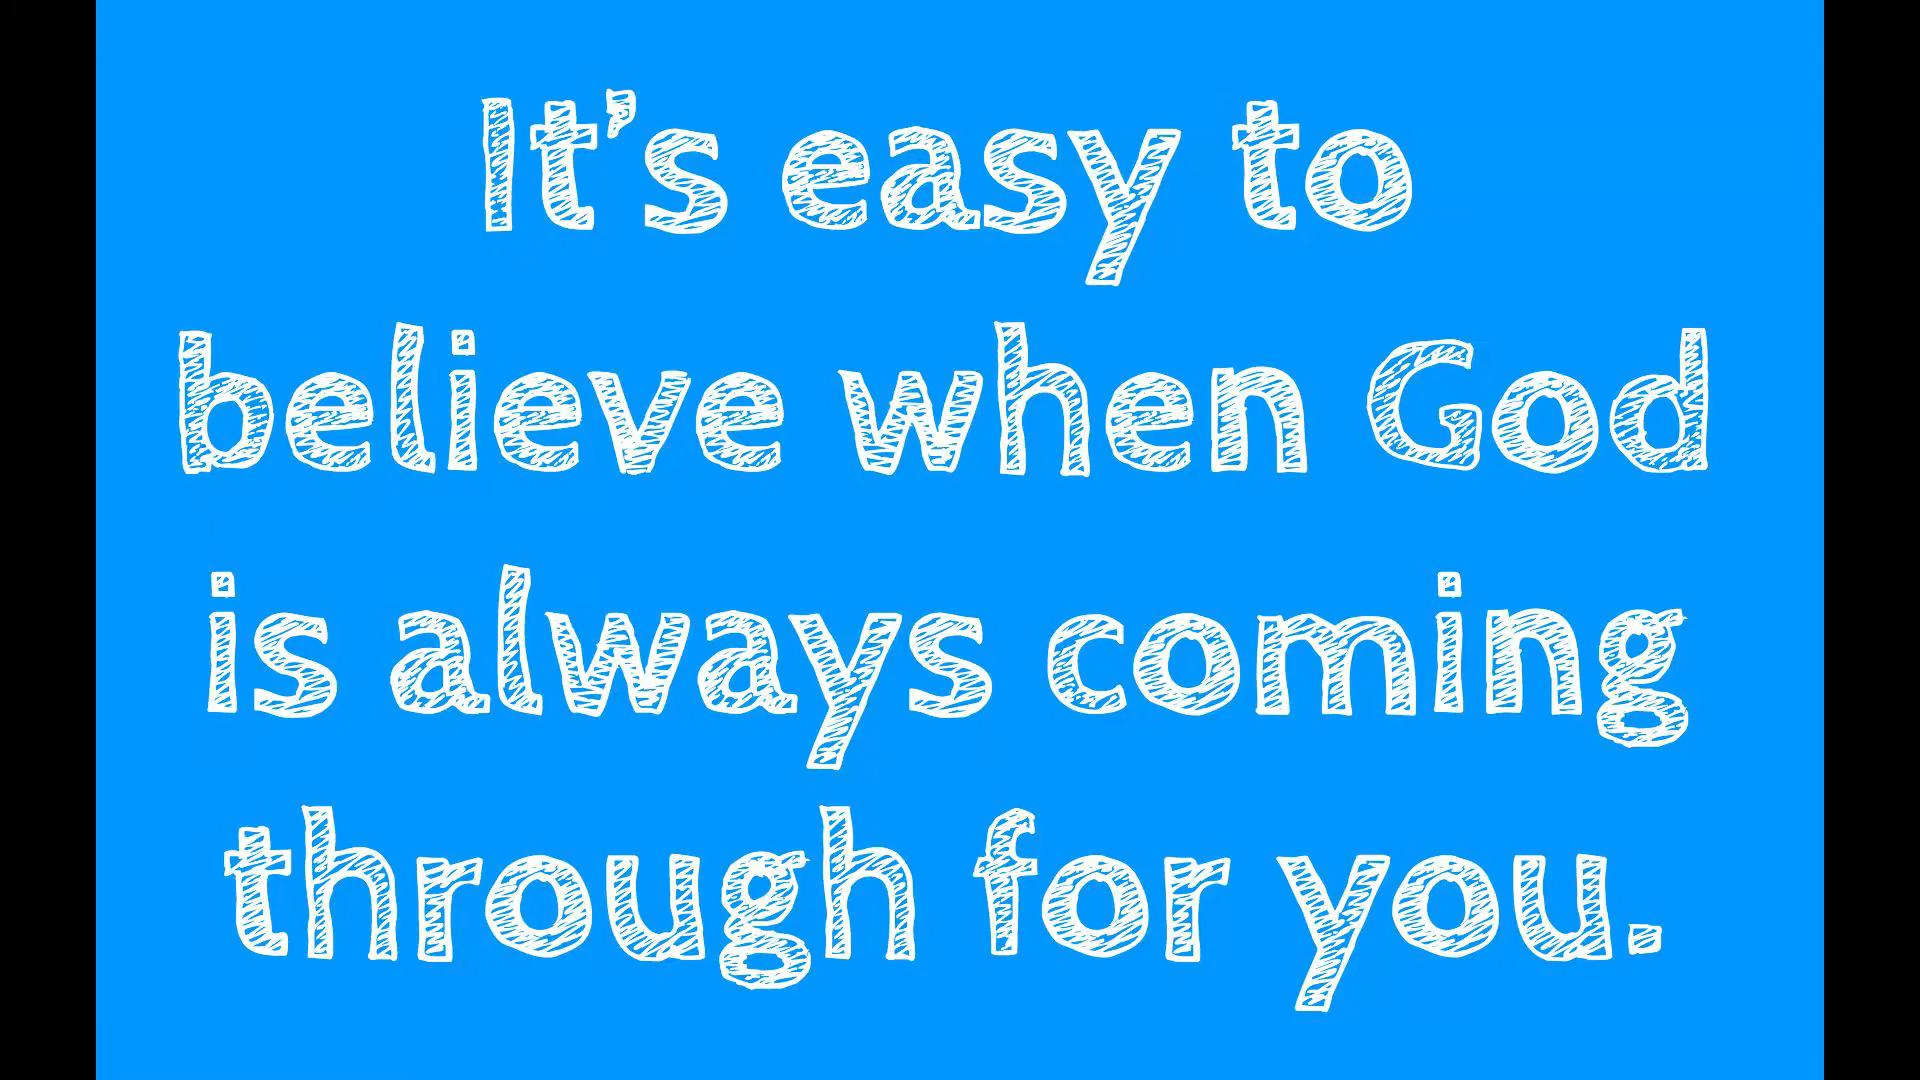 It’s easy to
believe when God
is always coming
through for you.